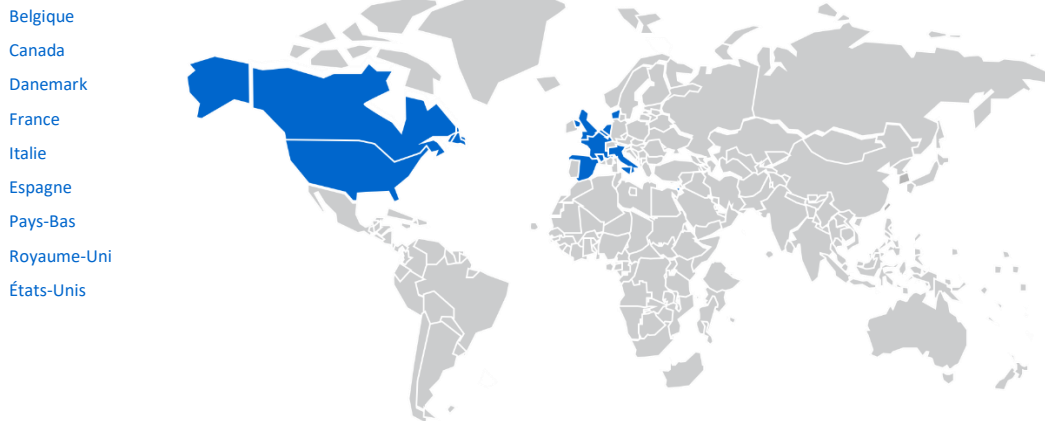 Belgique
Canada
Danemark
France
Italie
Espagne
Pays-Bas
Royaume-Uni
États-Unis